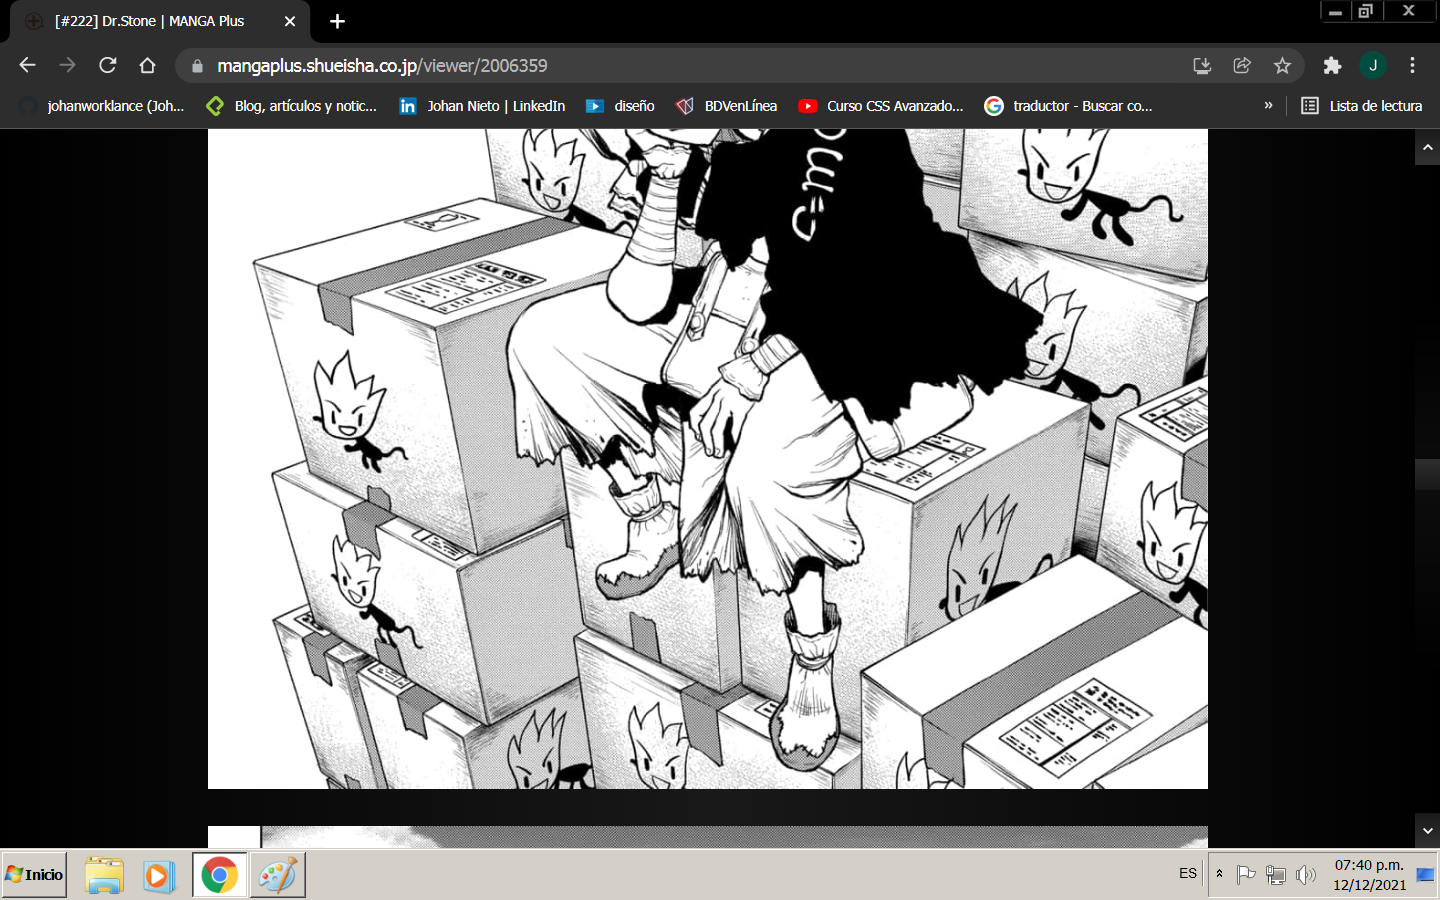 [#222] Dr.Stone | MANGA Plus
mangaplus.shueisha.co.jp/viewer/2006359
J
johanworklance (Joh...
Blog, artículos y notic...
Johan Nieto | LinkedIn
diseño
BDVenLínea
Curso CSS Avanzado...
traductor - Buscar co...
»
Lista de lectura
Inicio
ES
07:40 p.m.
12/12/2021